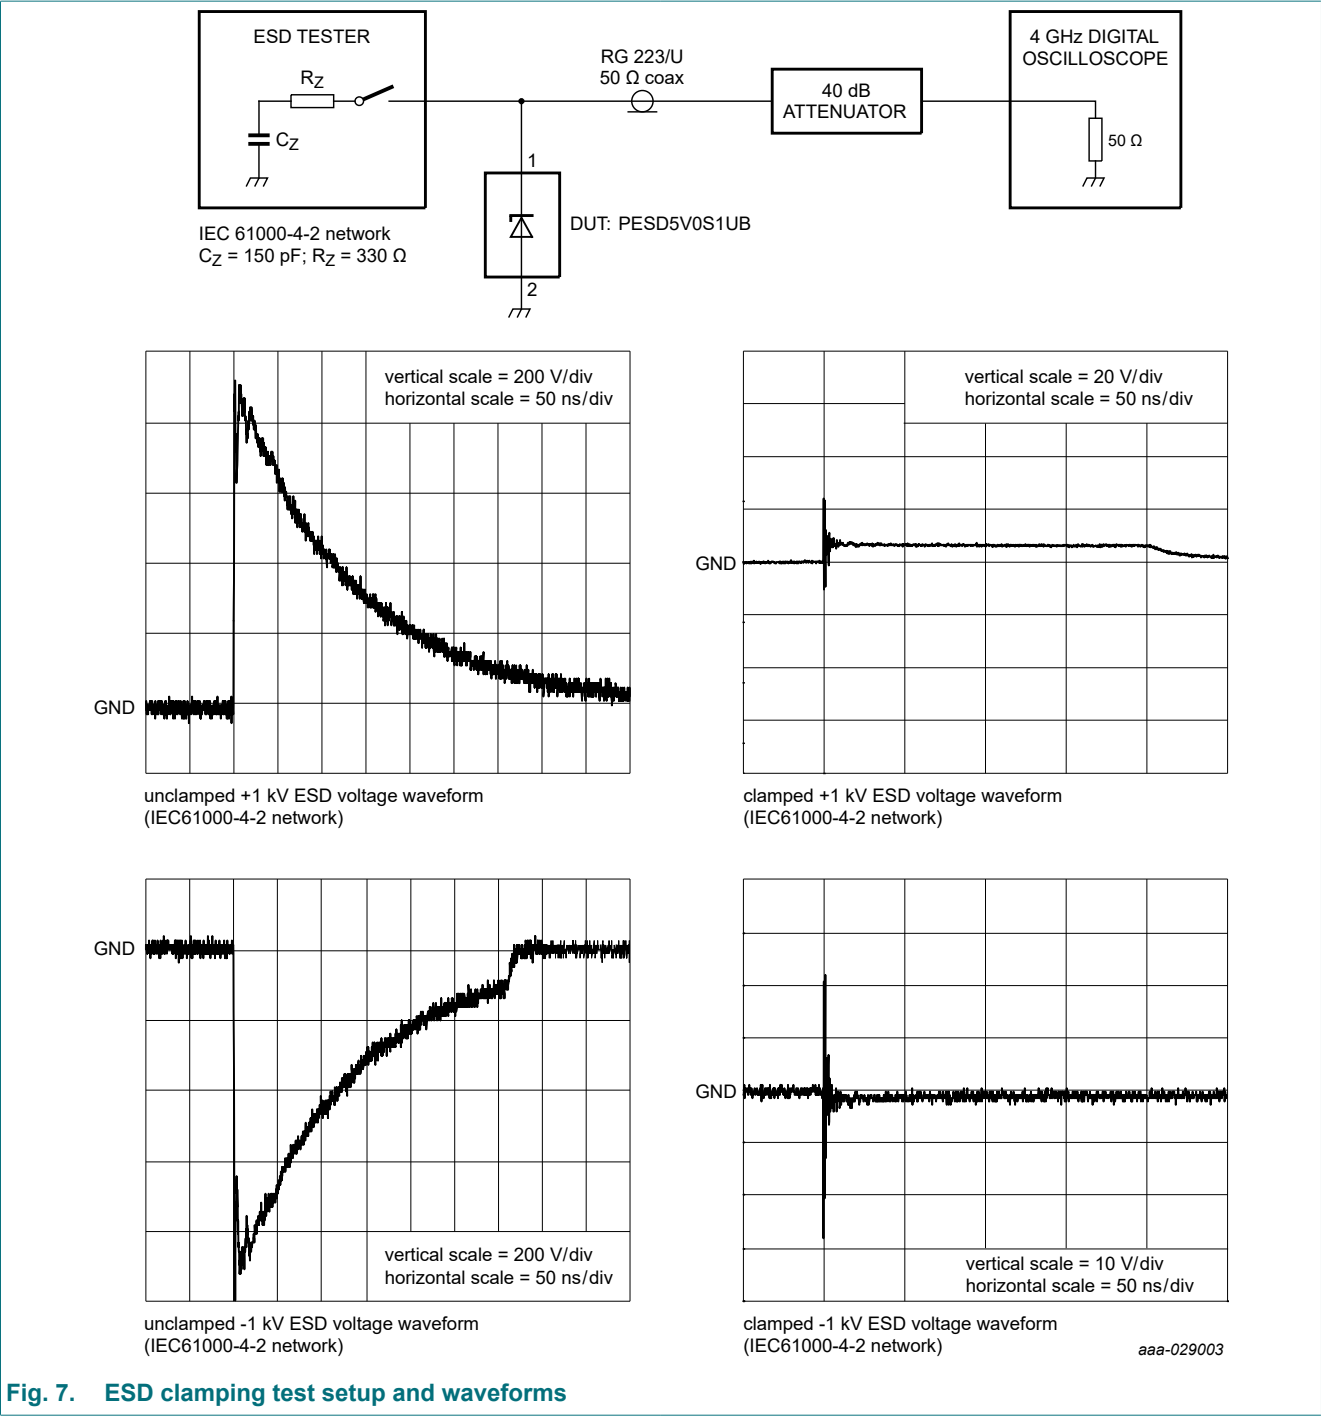 ESD TESTER
RZ
CZ
IEC 61000-4-2 network
CZ = 150 pF; RZ = 330 Ω
RG 223/U
50 Ω coax
40 dB
ATTENUATOR
4 GHz DIGITAL
OSCILLOSCOPE
50 Ω
1
DUT: PESD5V0S1UB
2
vertical scale = 200 V/div
horizontal scale = 50 ns/div
GND
unclamped +1 kV ESD voltage waveform
(IEC61000-4-2 network)
vertical scale = 20 V/div
horizontal scale = 50 ns/div
GND
clamped +1 kV ESD voltage waveform
(IEC61000-4-2 network)
GND
vertical scale = 200 V/div
horizontal scale = 50 ns/div
unclamped -1 kV ESD voltage waveform
(IEC61000-4-2 network)
GND
vertical scale = 10 V/div
horizontal scale = 50 ns/div
clamped -1 kV ESD voltage waveform
(IEC61000-4-2 network)
aaa-029003
Fig. 7. ESD clamping test setup and waveforms